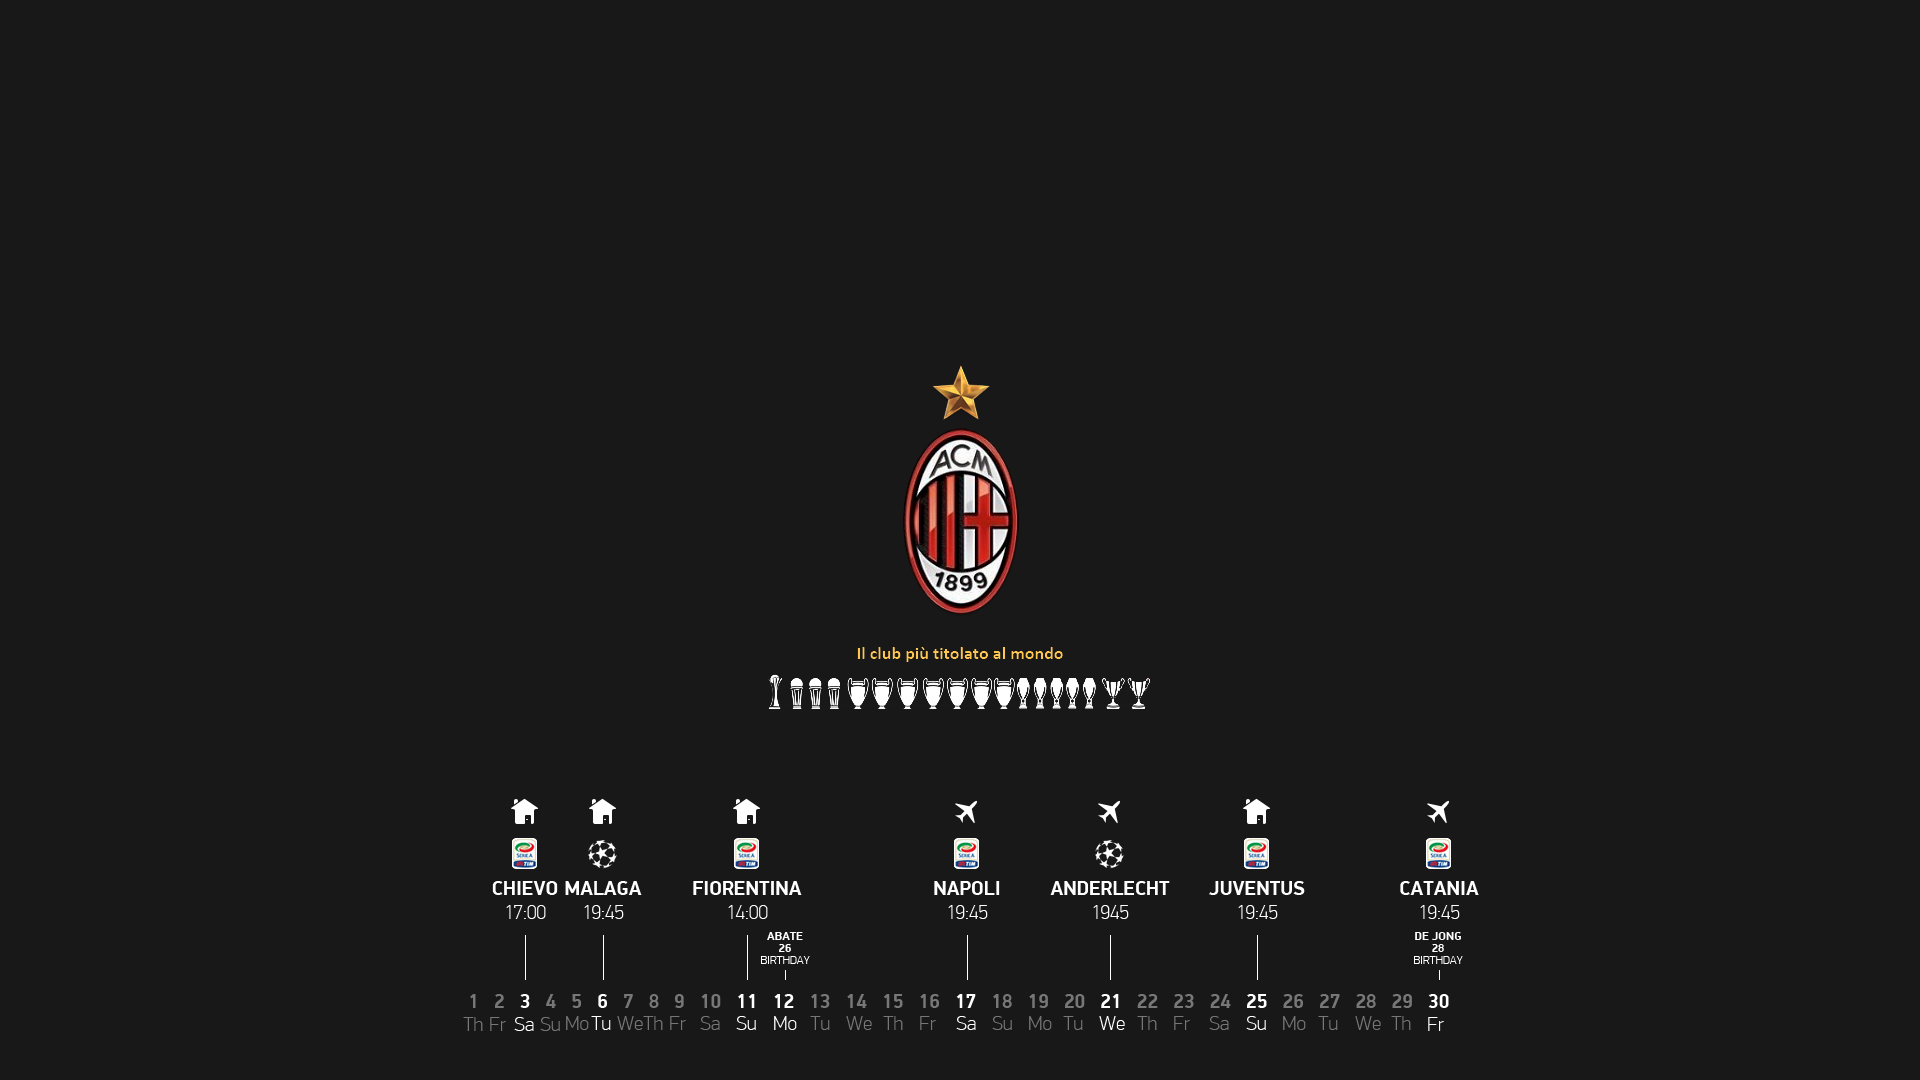 ACM
1899
Il club più titolato al mondo
CHIEVO MALAGA FIORENTINA NAPOLI ANDERLECHT JUVENTUS CATANIA
17:00 19:45 14:00 19:45 1945 19:45 19:45
ABATE DE JONG
26 28
BIRTHDAY BIRTHDAY
1 2 3 4 5 6 7 8 9 10 11 12 13 14 15 16 17 18 19 20 21 22 23 24 25 26 27 28 29 30
Th Fr Sa Su Mo Tu We Th Fr Sa Su Mo Tu We Th Fr Sa Su Mo Tu We Th Fr Sa Su Mo Tu We Th Fr